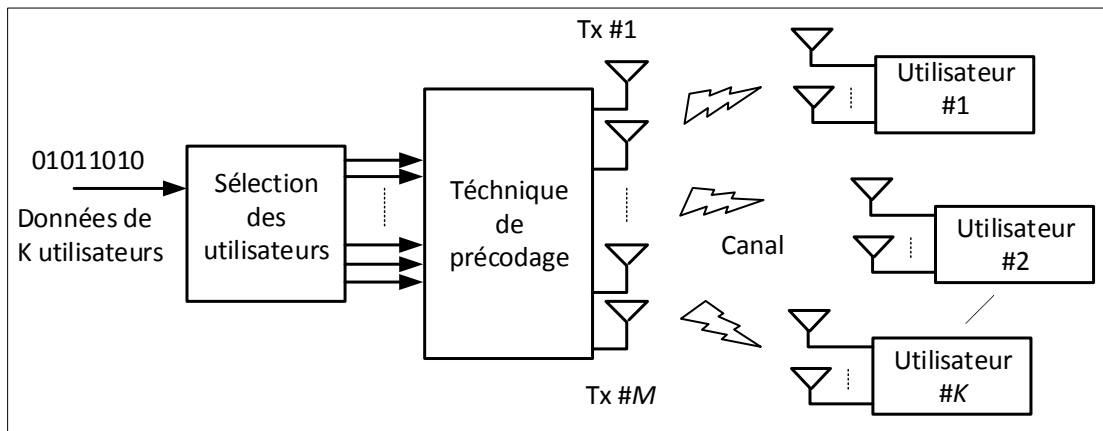 01011010
Données de
K utilisateurs
Sélection
des
utilisateurs
Téchnique
de
précodage
Tx #1
Tx #M
Canal
Utilisateur
#1
Utilisateur
#2
Utilisateur
#K